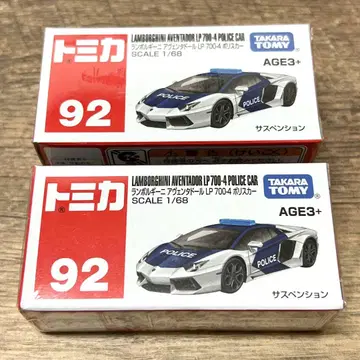 トミカ
92
LAMBORGHINI AVENTADOR LP 700-4 POLICE CAR
ランボルギーニ アヴェンタドール LP 700-4 ポリスカー
SCALE 1/68
TAKARA TOMY
AGE3+
POLICE
サスペンション
トミカ
92
LAMBORGHINI AVENTADOR LP 700-4 POLICE CAR
ランボルギーニ アヴェンタドール LP 700-4 ポリスカー
SCALE 1/68
TAKARA TOMY
AGE3+
POLICE
サスペンション